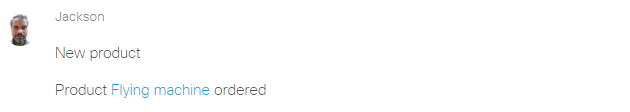 Jackson
New product
Product Flying machine ordered